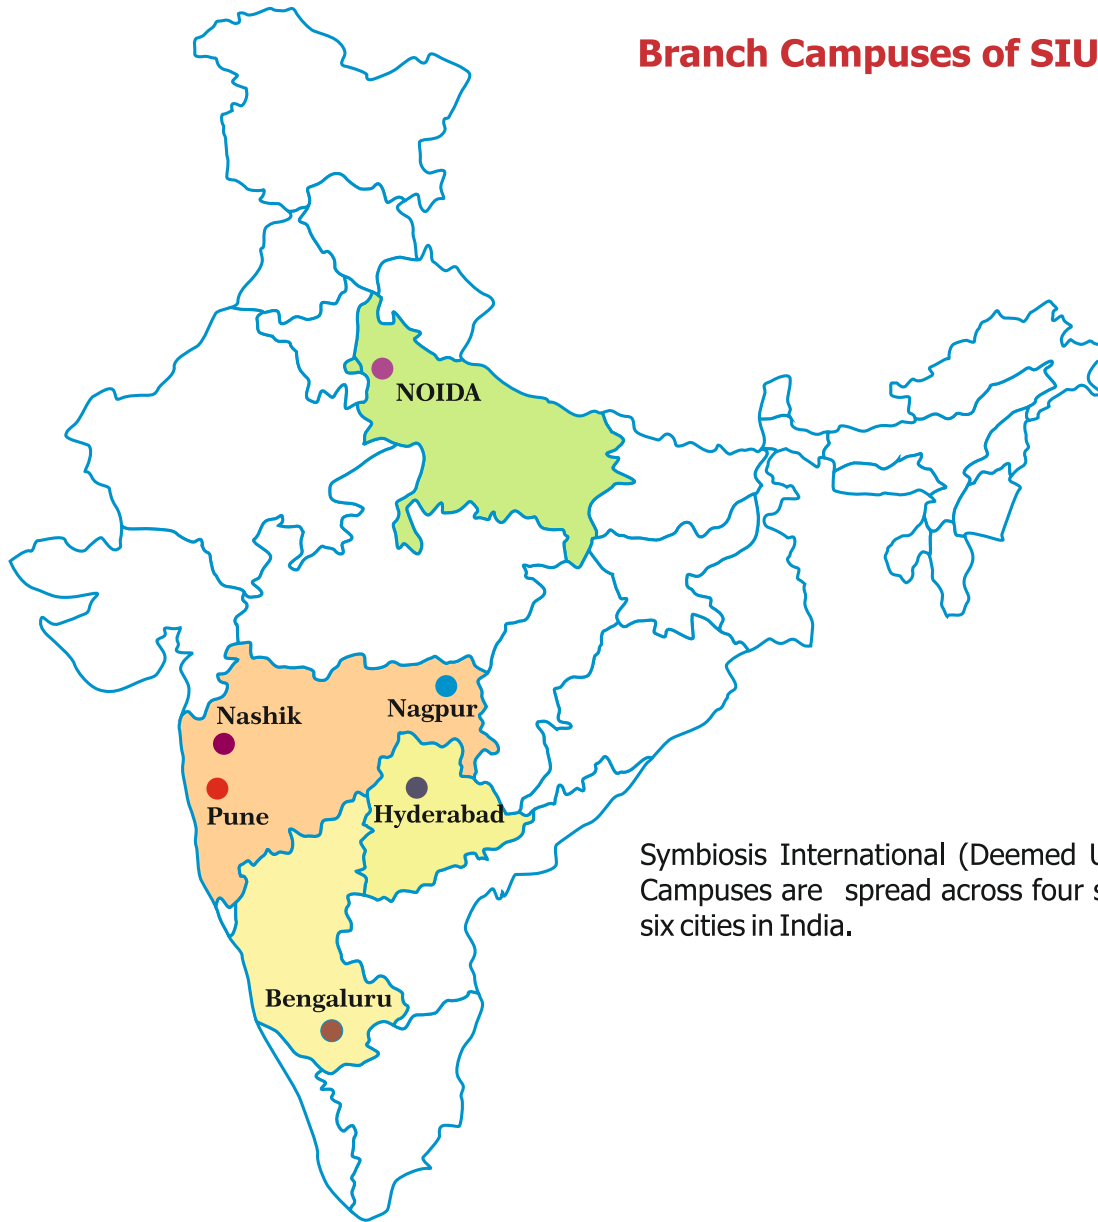 Branch Campuses of SIU
NOIDA
Nashik
Nagpur
Pune
Hyderabad
Symbiosis International (Deemed U
Campuses are spread across four s
six cities in India.
Bengaluru